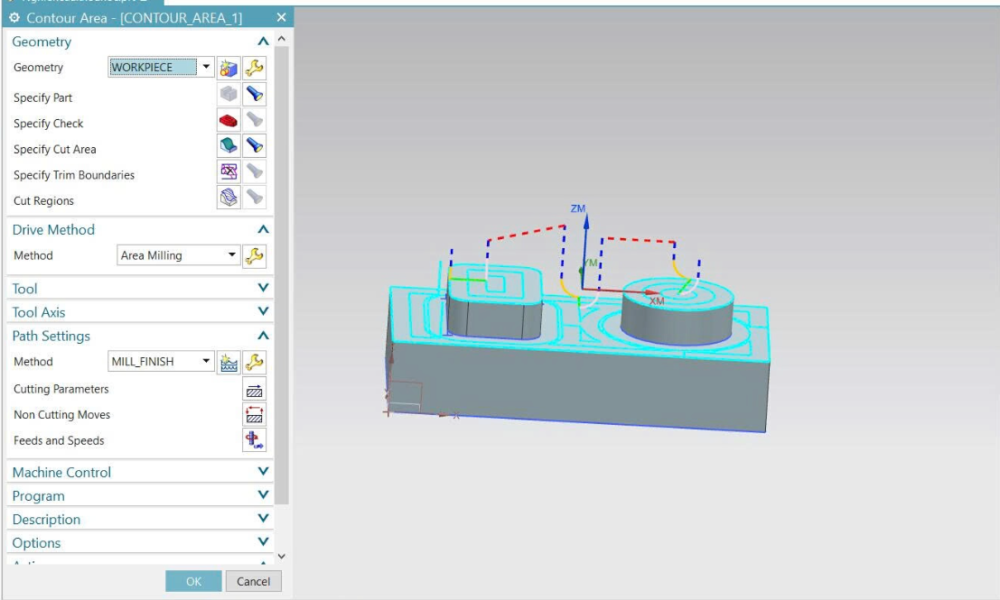 Contour Area - [CONTOUR_AREA_1]
Geometry
Geometry WORKPIECE
Specify Part
Specify Check
Specify Cut Area
Specify Trim Boundaries
Cut Regions
Drive Method
Method Area Milling
Tool
Tool Axis
Path Settings
Method MILL_FINISH
Cutting Parameters
Non Cutting Moves
Feeds and Speeds
Machine Control
Program
Description
Options
OK Cancel
ZM
YM
XM
X